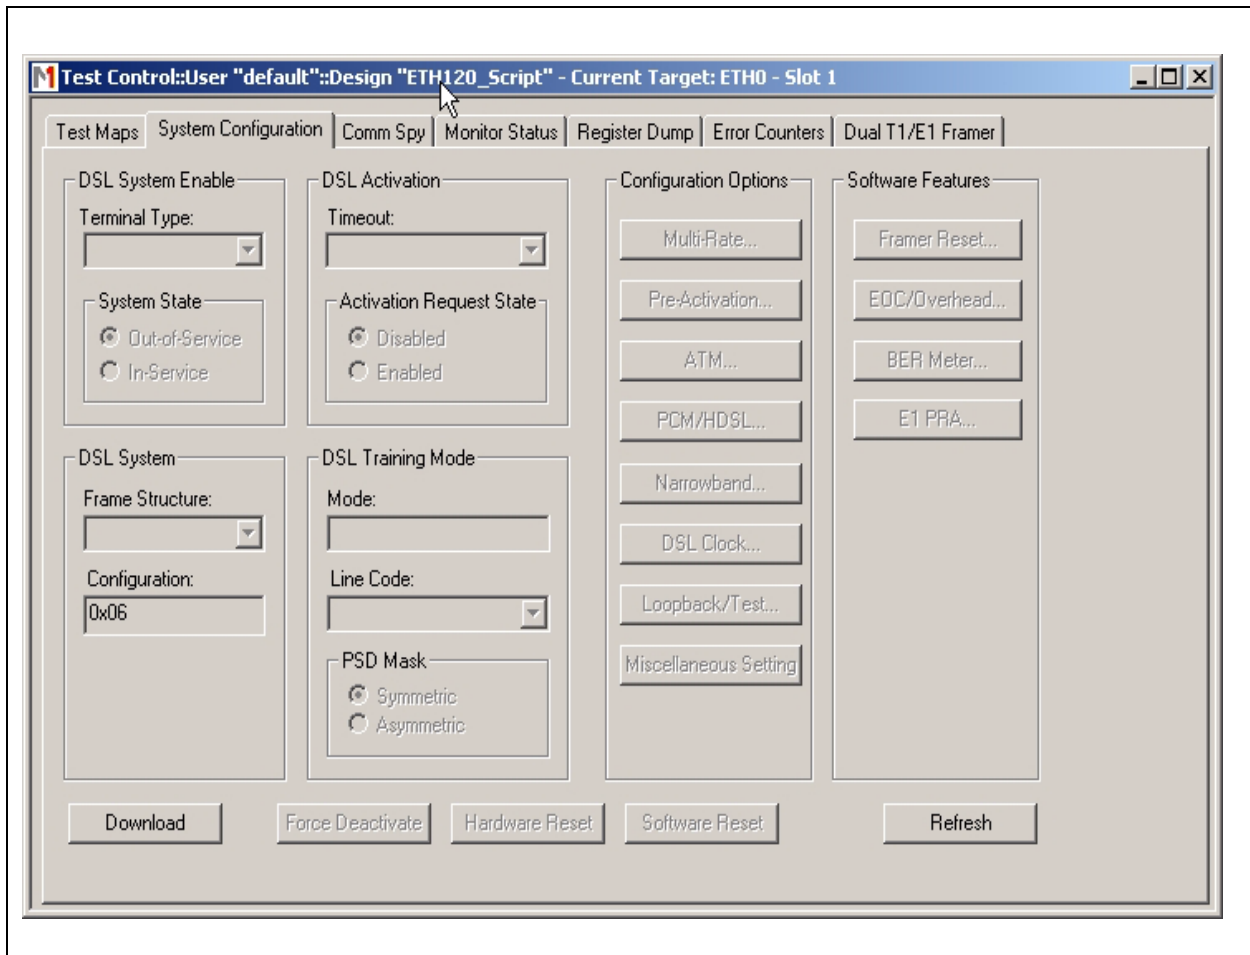 Test Control::User "default"::Design "ETH120_Script" - Current Target: ETH0 - Slot 1
Test Maps System Configuration Comm Spy Monitor Status Register Dump Error Counters Dual T1/E1 Framer
DSL System Enable
Terminal Type:
System State
Out-of-Service
In-Service
DSL Activation
Timeout:
Activation Request State
Disabled
Enabled
DSL System
Frame Structure:
Configuration:
0x06
DSL Training Mode
Mode:
Line Code:
PSD Mask
Symmetric
Asymmetric
Configuration Options
Multi-Rate...
Pre-Activation...
ATM...
PCM/HDSL...
Narrowband...
DSL Clock...
Loopback/Test...
Miscellaneous Setting
Software Features
Framer Reset...
EOC/Overhead...
BER Meter...
E1 PRA...
Download Force Deactivate Hardware Reset Software Reset Refresh